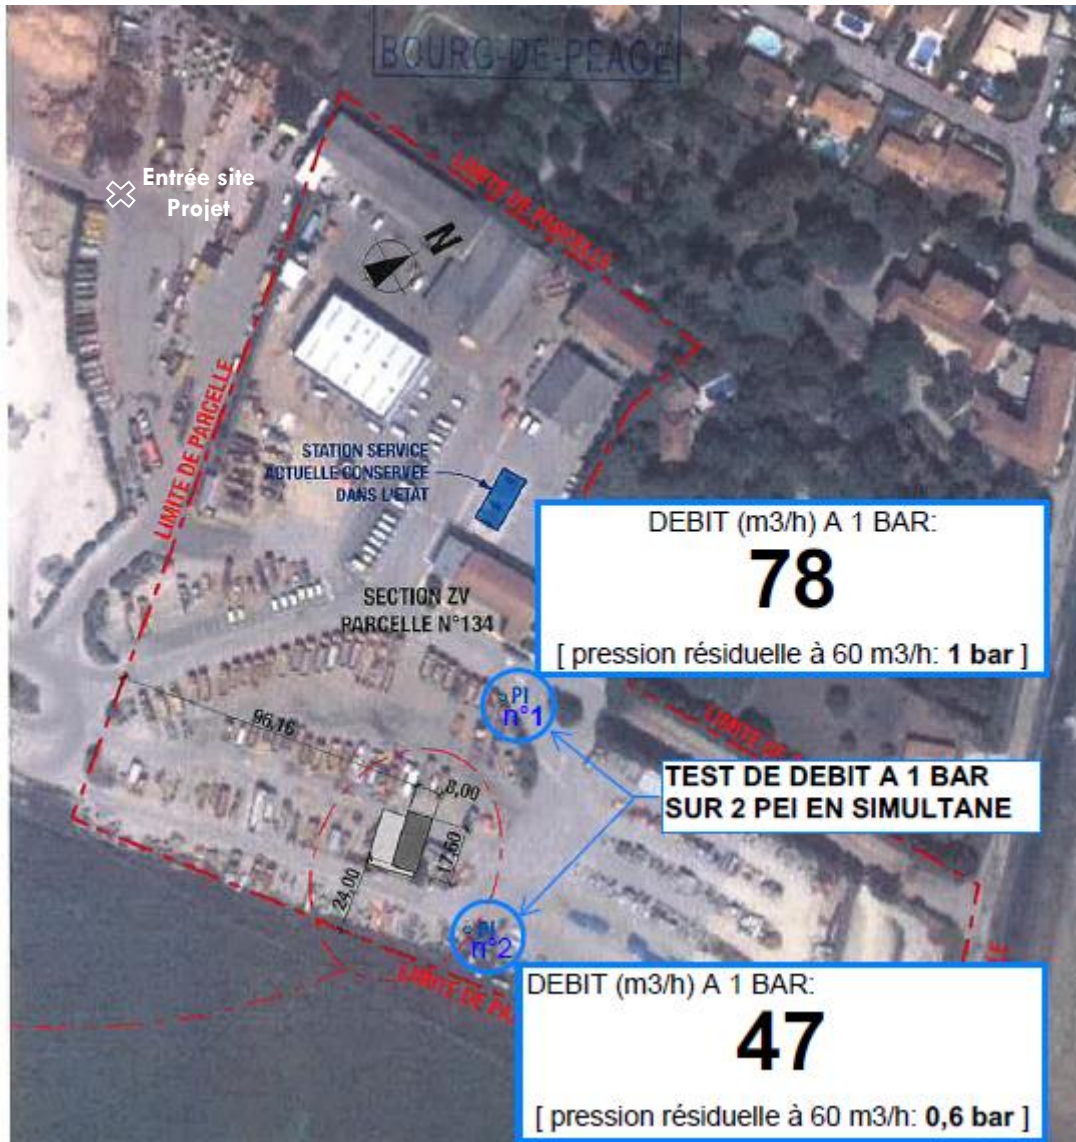 BOURG-DE-PEAGE
LIMITE DE PARCELLE
Entrée site
Projet
N
LIMITE DE PARCELLE
STATION SERVICE
ACTUELLE CONSERVEE
DANS L'ETAT
DEBIT (m3/h) A 1 BAR:
78
[ pression résiduelle à 60 m3/h: 1 bar ]
SECTION ZV
PARCELLE N°134
PI
n°1
LIMITE DE
96,16
8,00
TEST DE DEBIT A 1 BAR
SUR 2 PEI EN SIMULTANE
17,60
24,00
PI
n°2
LIMITE DE PA
DEBIT (m3/h) A 1 BAR:
47
[ pression résiduelle à 60 m3/h: 0,6 bar ]